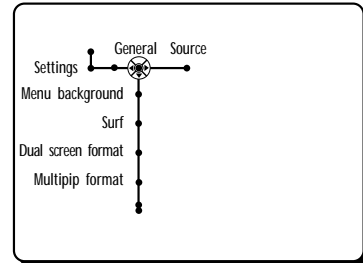 General Source
Settings
Menu background
Surf
Dual screen format
Multipip format